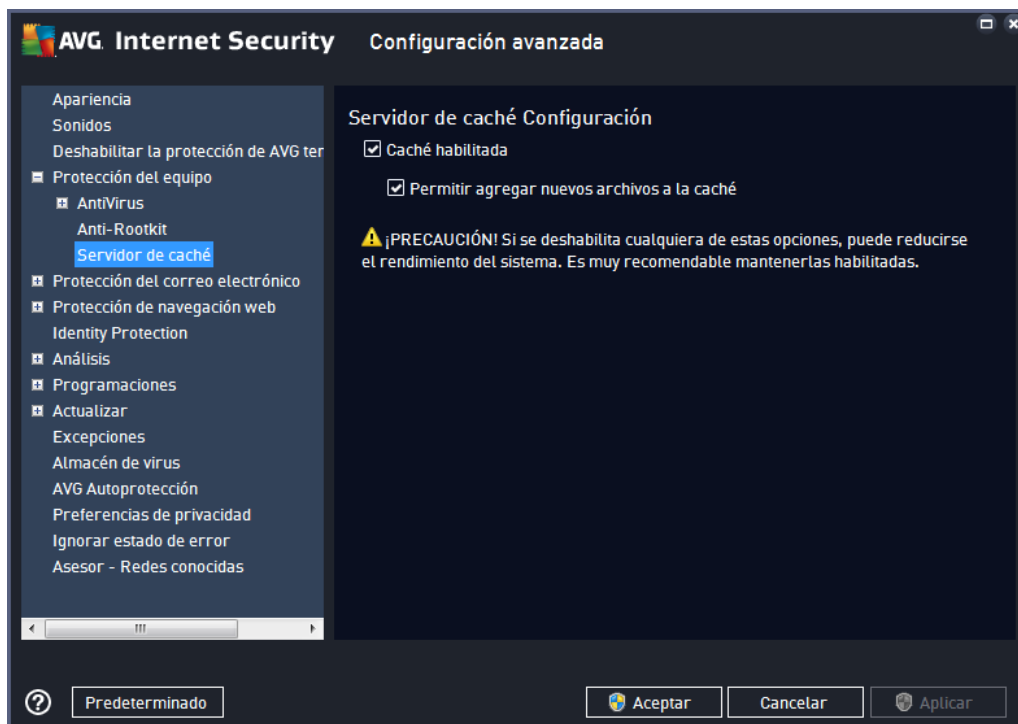 AVG. Internet Security
Configuración avanzada
Apariencia
Sonidos
Deshabilitar la protección de AVG ter
Protección del equipo
AntiVirus
Anti-Rootkit
Servidor de caché
Protección del correo electrónico
Protección de navegación web
Identity Protection
Análisis
Programaciones
Actualizar
Excepciones
Almacén de virus
AVG Autoprotección
Preferencias de privacidad
Ignorar estado de error
Asesor - Redes conocidas
Servidor de caché Configuración
Caché habilitada
Permitir agregar nuevos archivos a la caché
¡PRECAUCIÓN! Si se deshabilita cualquiera de estas opciones, puede reducirse
el rendimiento del sistema. Es muy recomendable mantenerlas habilitadas.
Predeterminado
Aceptar
Cancelar
Aplicar